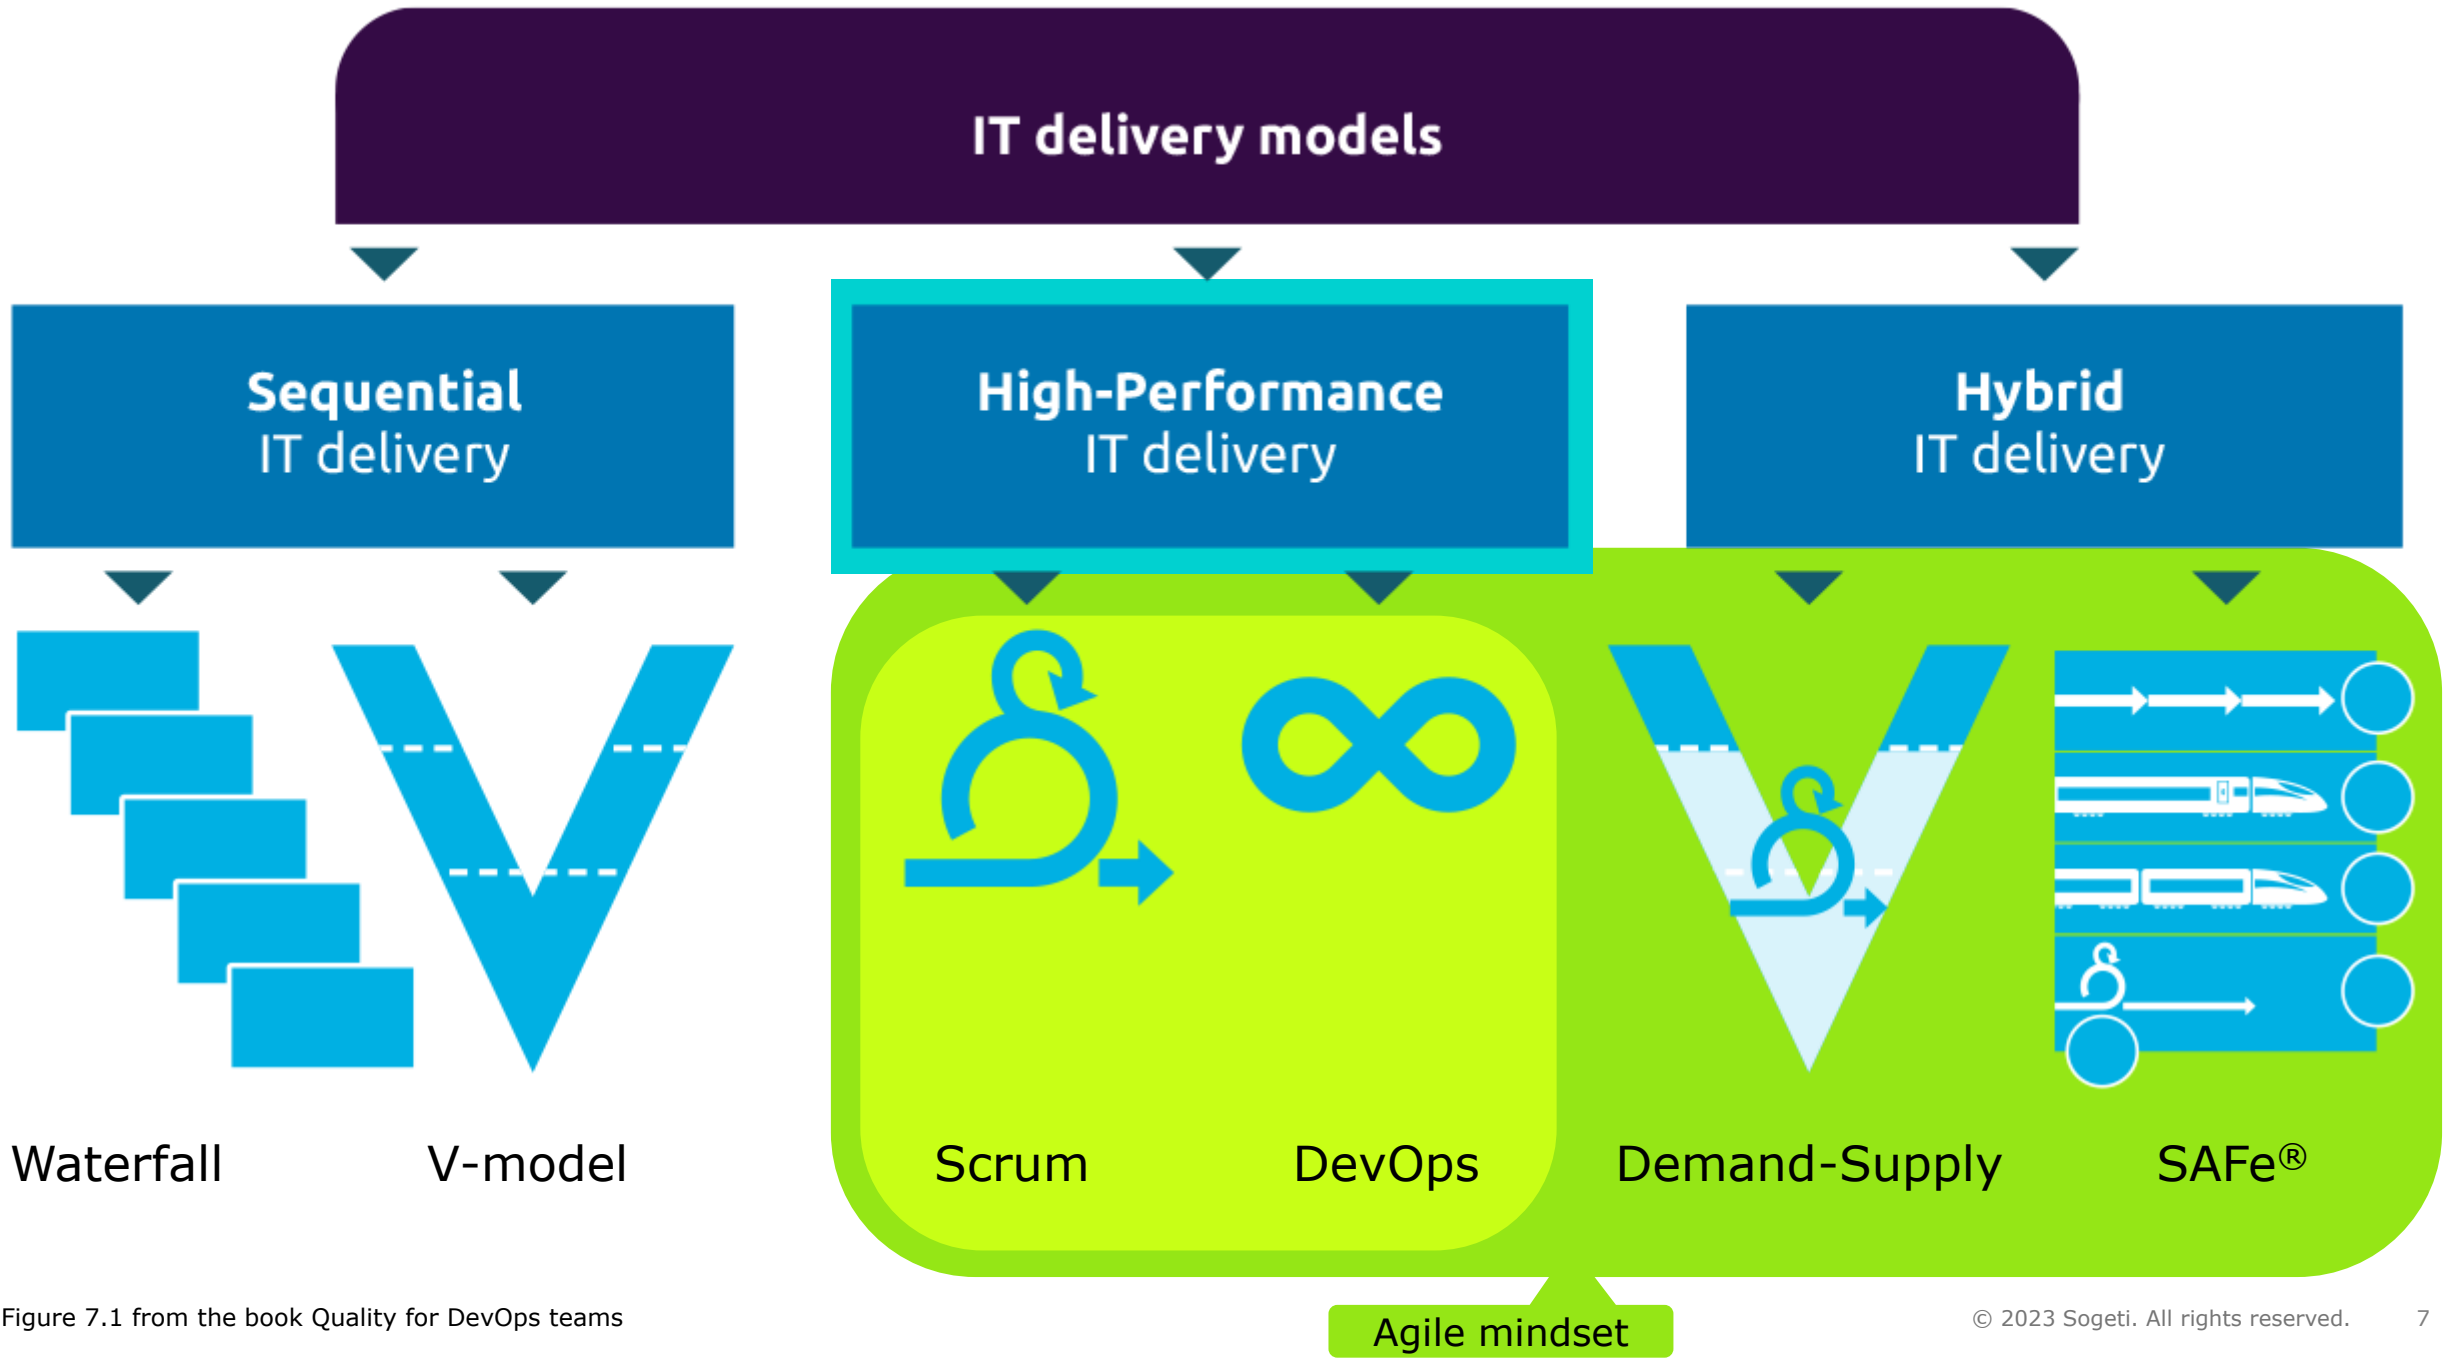 IT delivery models
Sequential
IT delivery
High-Performance
IT delivery
Hybrid
IT delivery
Waterfall
V-model
Scrum
DevOps
Demand-Supply
SAFe®
Figure 7.1 from the book Quality for DevOps teams
Agile mindset
© 2023 Sogeti. All rights reserved.
7